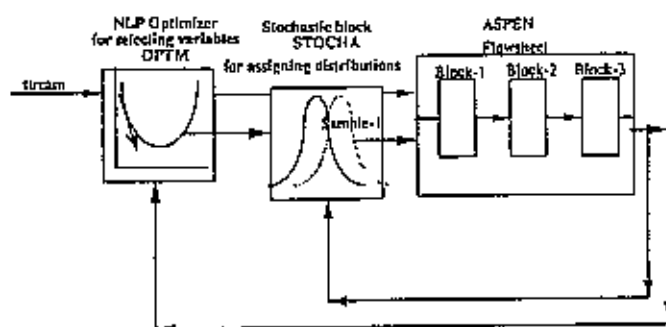 NLP Optimizer
for selecting variables
OPTM
Stochastic block
STOCHA
for assigning distributions
ASPEN
Flowsheet
stream
Sample-1
Block-1
Block-2
Block-3